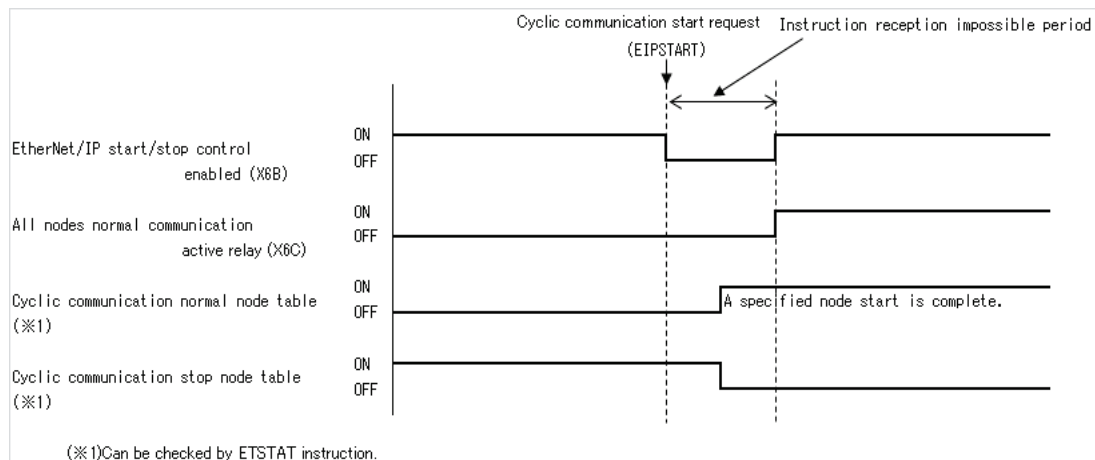 Cyclic communication start request
(EIPSTART)
Instruction reception impossible period
EtherNet/IP start/stop control
enabled (X6B)
ON
OFF
All nodes normal communication
active relay (X6C)
ON
OFF
Cyclic communication normal node table
(※1)
ON
OFF
A specified node start is complete.
Cyclic communication stop node table
(※1)
ON
OFF
(※1)Can be checked by ETSTAT instruction.